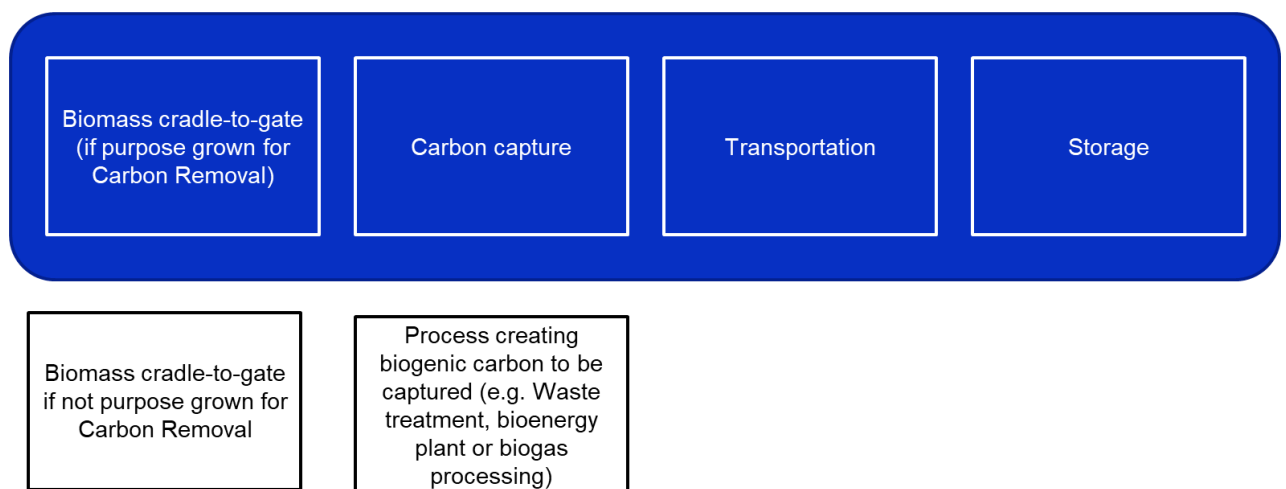 Biomass cradle-to-gate
(if purpose grown for
Carbon Removal)
Carbon capture
Transportation
Storage
Biomass cradle-to-gate
if not purpose grown for
Carbon Removal
Process creating
biogenic carbon to be
captured (e.g. Waste
treatment, bioenergy
plant or biogas
processing)